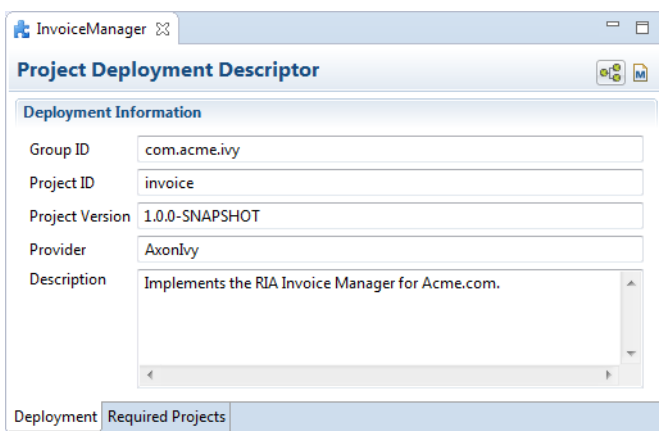 InvoiceManager
Project Deployment Descriptor
M
Deployment Information
Group ID com.acme.ivy
Project ID invoice
Project Version 1.0.0-SNAPSHOT
Provider AxonIvy
Description Implements the RIA Invoice Manager for Acme.com.
Deployment Required Projects